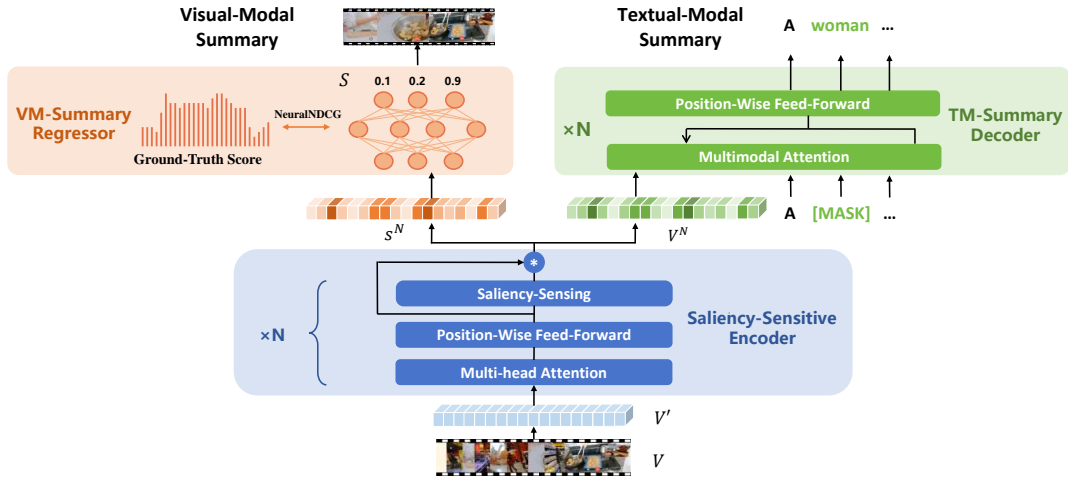 Visual-Modal
Summary
Textual-Modal
Summary
A woman ...
VM-Summary
Regressor
S
0.1 0.2 0.9
NeuralNDCG
Ground-Truth Score
×N
Position-Wise Feed-Forward
Multimodal Attention
TM-Summary
Decoder
A [MASK] ...
s^N
V^N
*
×N
Saliency-Sensing
Position-Wise Feed-Forward
Multi-head Attention
Saliency-Sensitive
Encoder
V'
V